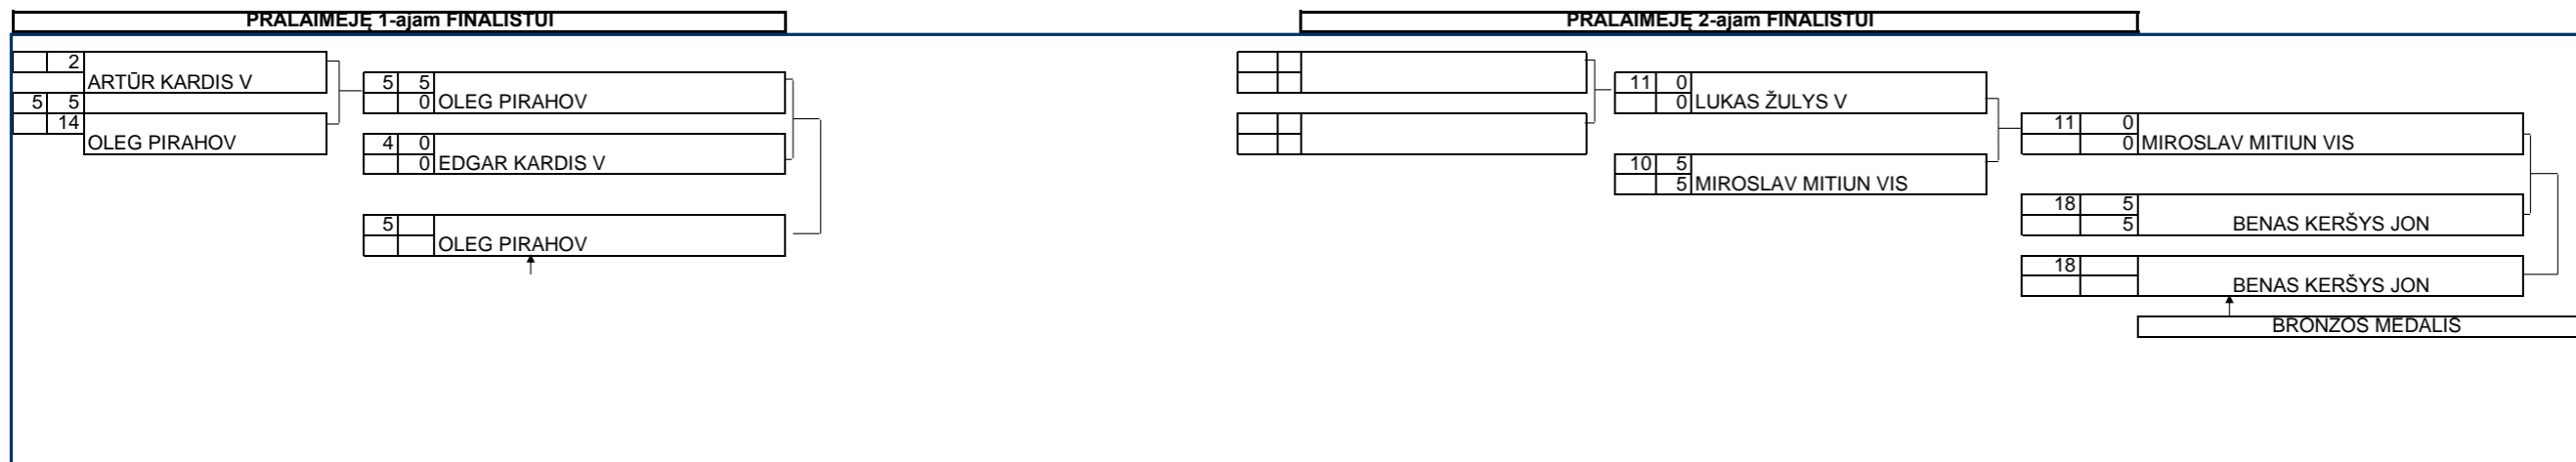 PRALAIMĖJĘ 1-ajam FINALISTUI
PRALAIMĖJĘ 2-ajam FINALISTUI
2
ARTŪR KARDIS V
5 5
14
OLEG PIRAHOV
5 5
0 OLEG PIRAHOV
4 0
0 EDGAR KARDIS V
5
OLEG PIRAHOV
11 0
0 LUKAS ŽULYS V
10 5
5 MIROSLAV MITIUN VIS
11 0
0 MIROSLAV MITIUN VIS
18 5
5 BENAS KERŠYS JON
18
BENAS KERŠYS JON
BRONZOS MEDALIS